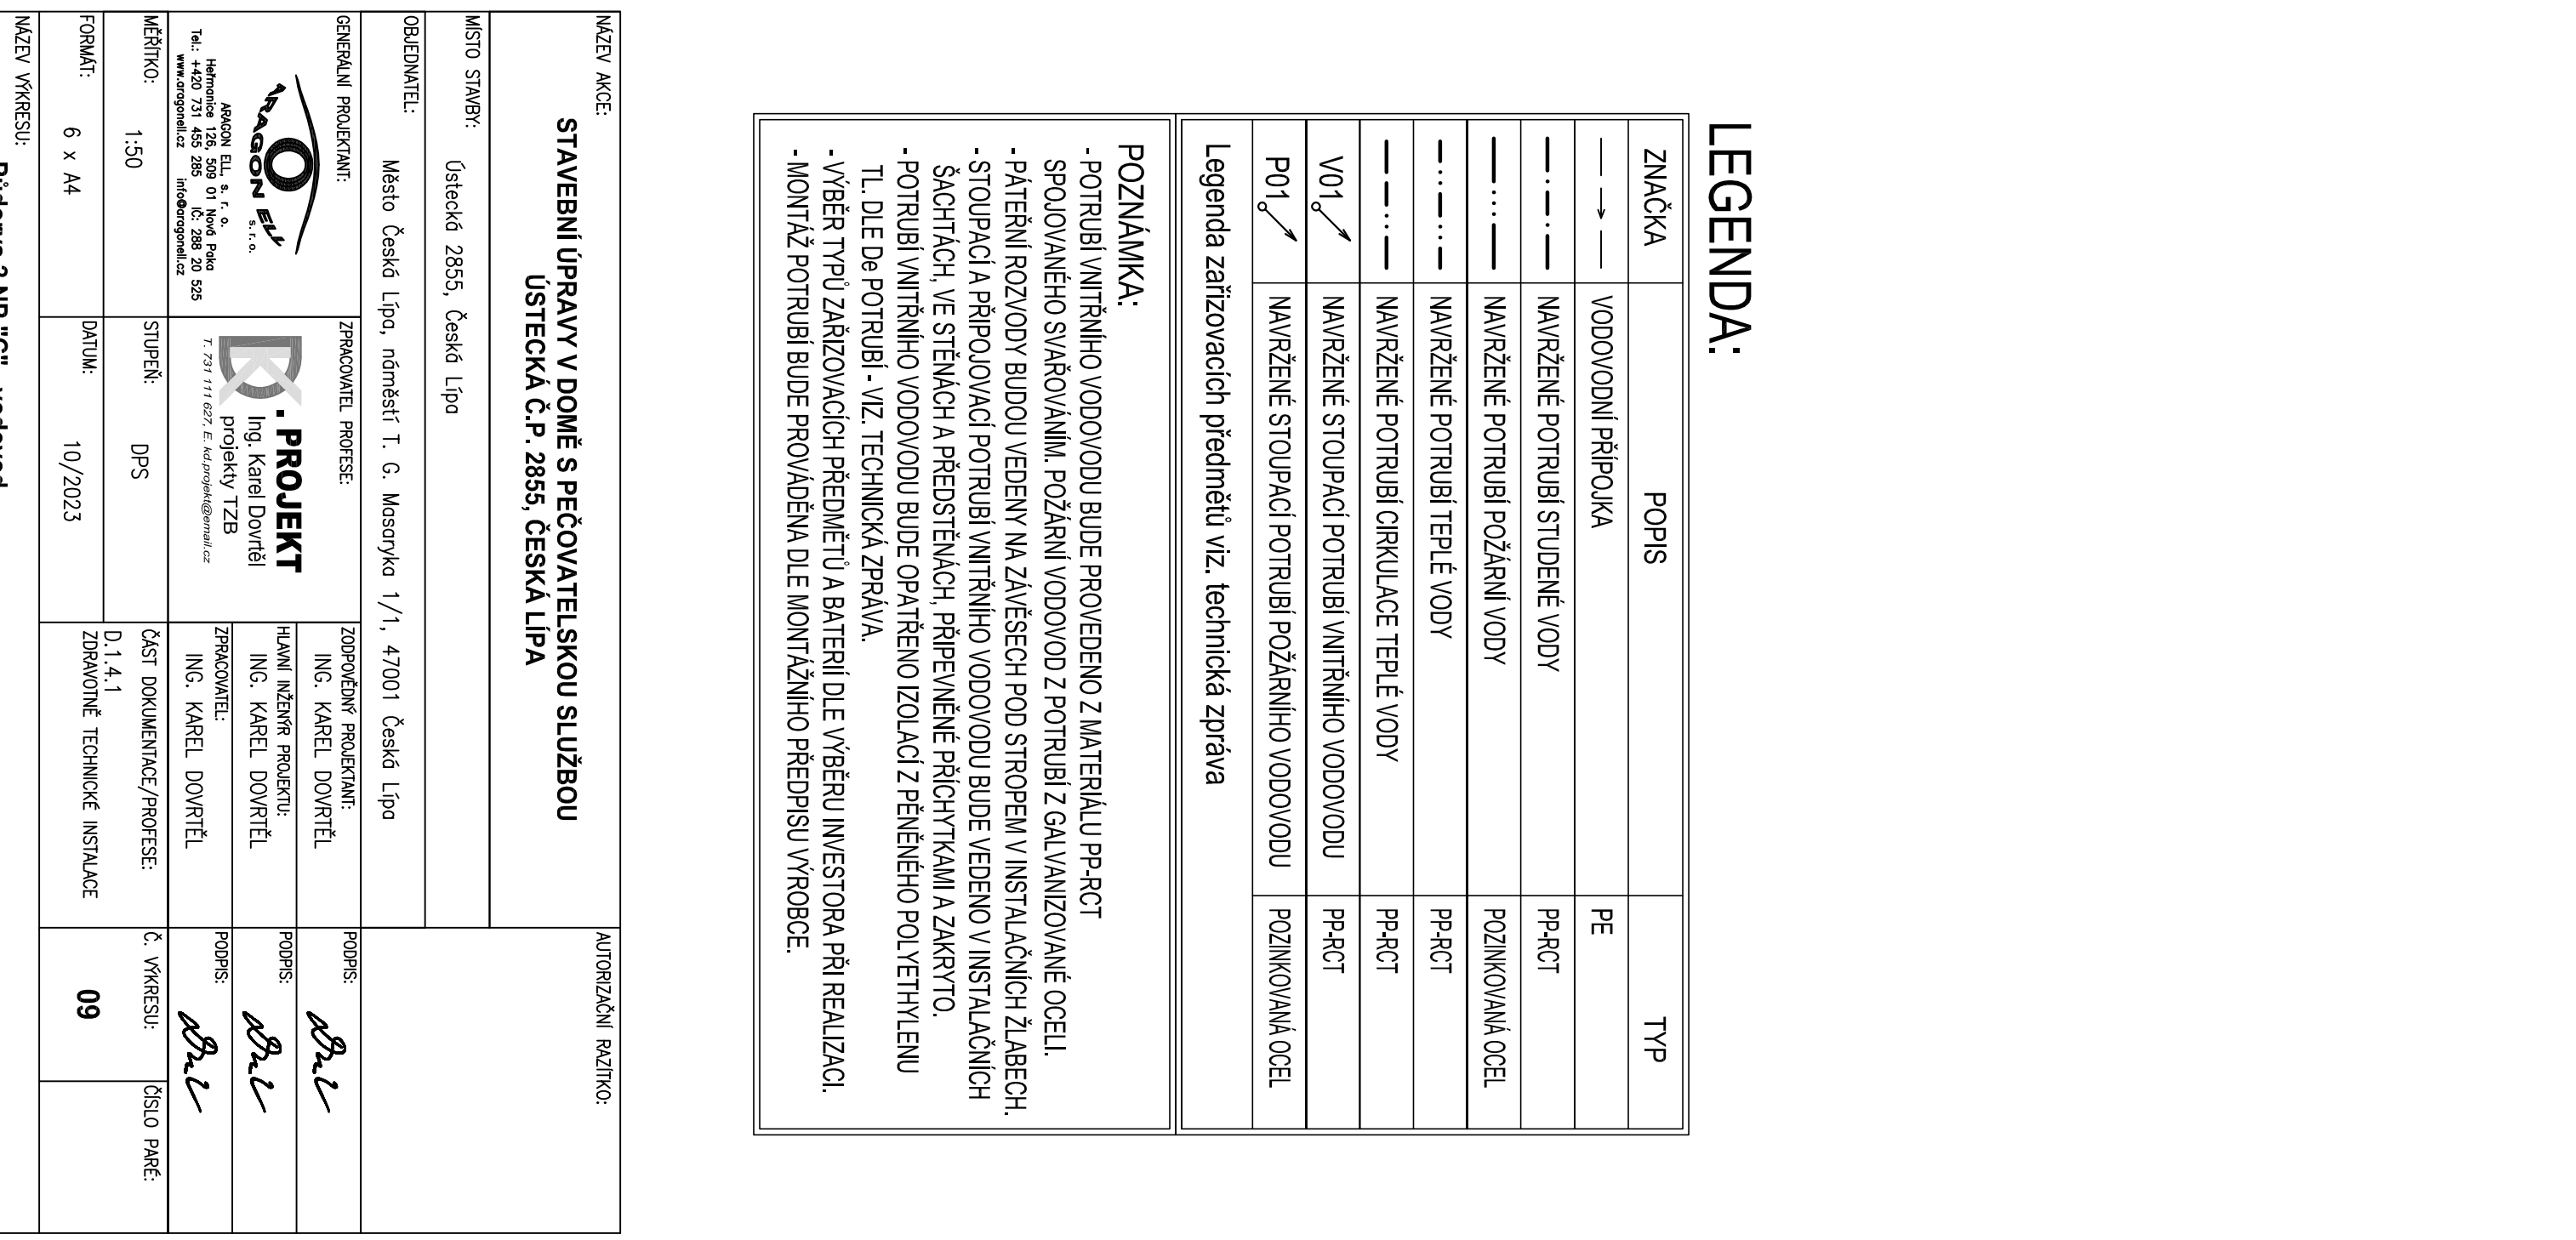 LEGENDA:
ZNAČKA POPIS TYP
VODOVODNÍ PŘÍPOJKA PE
NAVRŽENÉ POTRUBÍ STUDENÉ VODY PP-RCT
NAVRŽENÉ POTRUBÍ POŽÁRNÍ VODY POZINKOVANÁ OCEL
NAVRŽENÉ POTRUBÍ TEPLÉ VODY PP-RCT
NAVRŽENÉ POTRUBÍ CIRKULACE TEPLÉ VODY PP-RCT
V01 NAVRŽENÉ STOUPACÍ POTRUBÍ VNITŘNÍHO VODOVODU PP-RCT
P01 NAVRŽENÉ STOUPACÍ POTRUBÍ POŽÁRNÍHO VODOVODU POZINKOVANÁ OCEL
Legenda zařizovacích předmětů viz. technická zpráva
POZNÁMKA:
- POTRUBÍ VNITŘNÍHO VODOVODU BUDE PROVEDENO Z MATERIÁLU PP-RCT
SPOJOVANÉHO SVAŘOVÁNÍM. POŽÁRNÍ VODOVOD Z POTRUBÍ Z GALVANIZOVANÉ OCELI.
- PÁTEŘNÍ ROZVODY BUDOU VEDENY NA ZÁVĚSECH POD STROPEM V INSTALAČNÍCH ŽLABECH.
- STOUPACÍ A PŘIPOJOVACÍ POTRUBÍ VNITŘNÍHO VODOVODU BUDE VEDENO V INSTALAČNÍCH
ŠACHTÁCH, VE STĚNÁCH A PŘEDSTĚNÁCH, PŘIPEVNĚNÉ PŘÍCHYTKAMI A ZAKRYTO.
- POTRUBÍ VNITŘNÍHO VODOVODU BUDE OPATŘENO IZOLACÍ Z PĚNĚNÉHO POLYETHYLENU
TL. DLE De POTRUBÍ - VIZ. TECHNICKÁ ZPRÁVA.
- VÝBĚR TYPŮ ZAŘIZOVACÍCH PŘEDMĚTŮ A BATERIÍ DLE VÝBĚRU INVESTORA PŘI REALIZACI.
- MONTÁŽ POTRUBÍ BUDE PROVÁDĚNA DLE MONTÁŽNÍHO PŘEDPISU VÝROBCE.
NÁZEV AKCE: AUTORIZAČNÍ RAZÍTKO:
STAVEBNÍ ÚPRAVY V DOMĚ S PEČOVATELSKOU SLUŽBOU
ÚSTECKÁ Č.P. 2855, ČESKÁ LÍPA
MÍSTO STAVBY:
Ústecká 2855, Česká Lípa
OBJEDNATEL:
Město Česká Lípa, náměstí T. G. Masaryka 1/1, 47001 Česká Lípa
GENERÁLNÍ PROJEKTANT:
ARAGON ELL s. r. o.
ARAGON ELL, s. r. o.
Heřmanice 126, 509 01 Nová Paka
Tel.: +420 731 455 285 IČ: 288 20 525
www.aragonell.cz info@aragonell.cz
ZPRACOVATEL PROFESE:
DK. PROJEKT
Ing. Karel Dovrtěl
projekty TZB
T. 731 111 627, E. kd.projekt@email.cz
ZODPOVĚDNÝ PROJEKTANT: PODPIS:
ING. KAREL DOVRTĚL
HLAVNÍ INŽENÝR PROJEKTU: PODPIS:
ING. KAREL DOVRTĚL
ZPRACOVATEL: PODPIS:
ING. KAREL DOVRTĚL
MĚŘÍTKO: 1:50
STUPEŇ: DPS
ČÁST DOKUMENTACE/PROFESE:
D.1.4.1
ZDRAVOTNĚ TECHNICKÉ INSTALACE
Č. VÝKRESU: 09
ČÍSLO PARÉ:
FORMÁT: 6 x A4
DATUM: 10/2023
NÁZEV VÝKRESU: